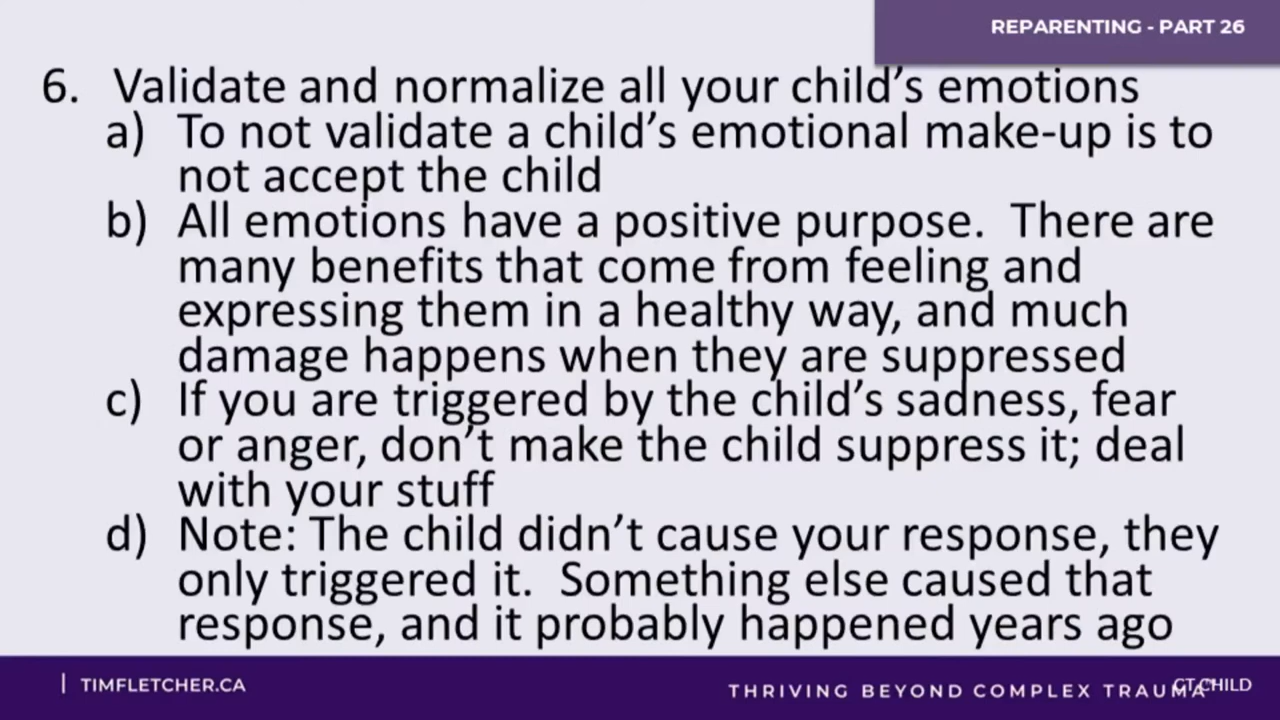 REPARENTING - PART 26
6. Validate and normalize all your child's emotions
a) To not validate a child's emotional make-up is to
not accept the child
b) All emotions have a positive purpose.  There are
many benefits that come from feeling and
expressing them in a healthy way, and much
damage happens when they are suppressed
c) If you are triggered by the child's sadness, fear
or anger, don't make the child suppress it; deal
with your stuff
d) Note: The child didn't cause your response, they
only triggered it.  Something else caused that
response, and it probably happened years ago
| TIMFLETCHER.CA
THRIVING BEYOND COMPLEX TRAUMA
CT CHILD